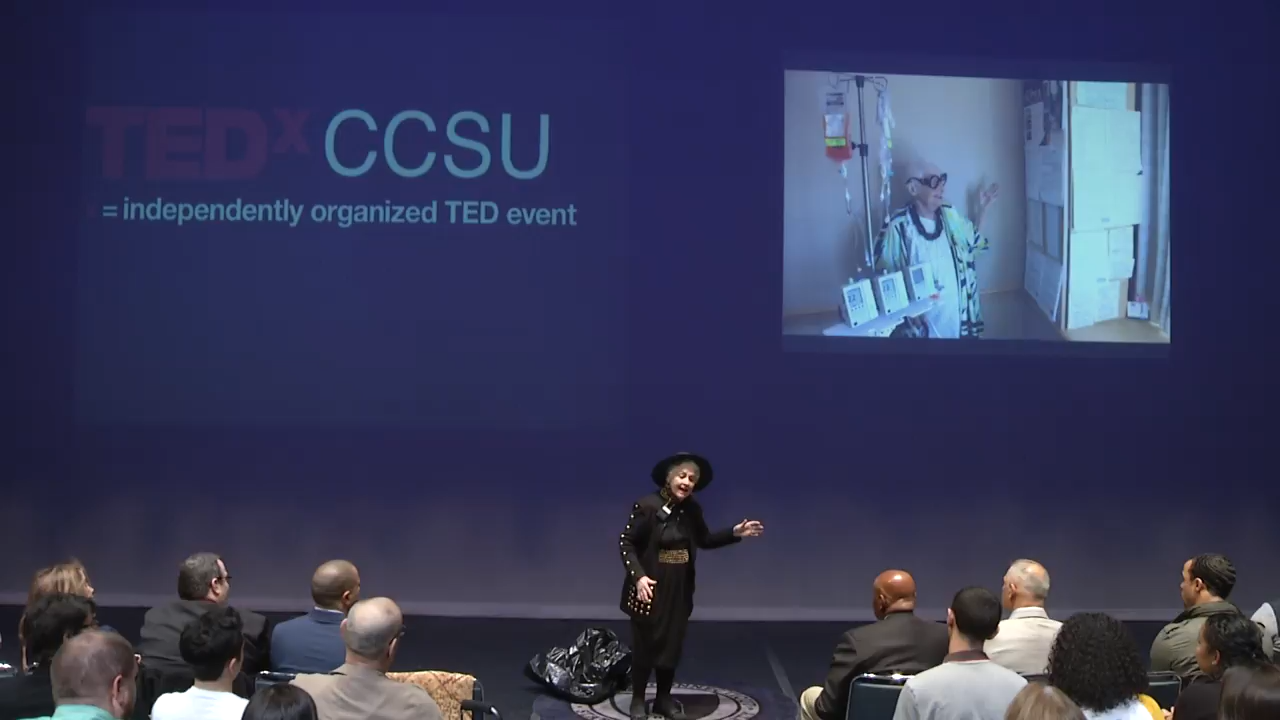 TEDx CCSU
= independently organized TED event